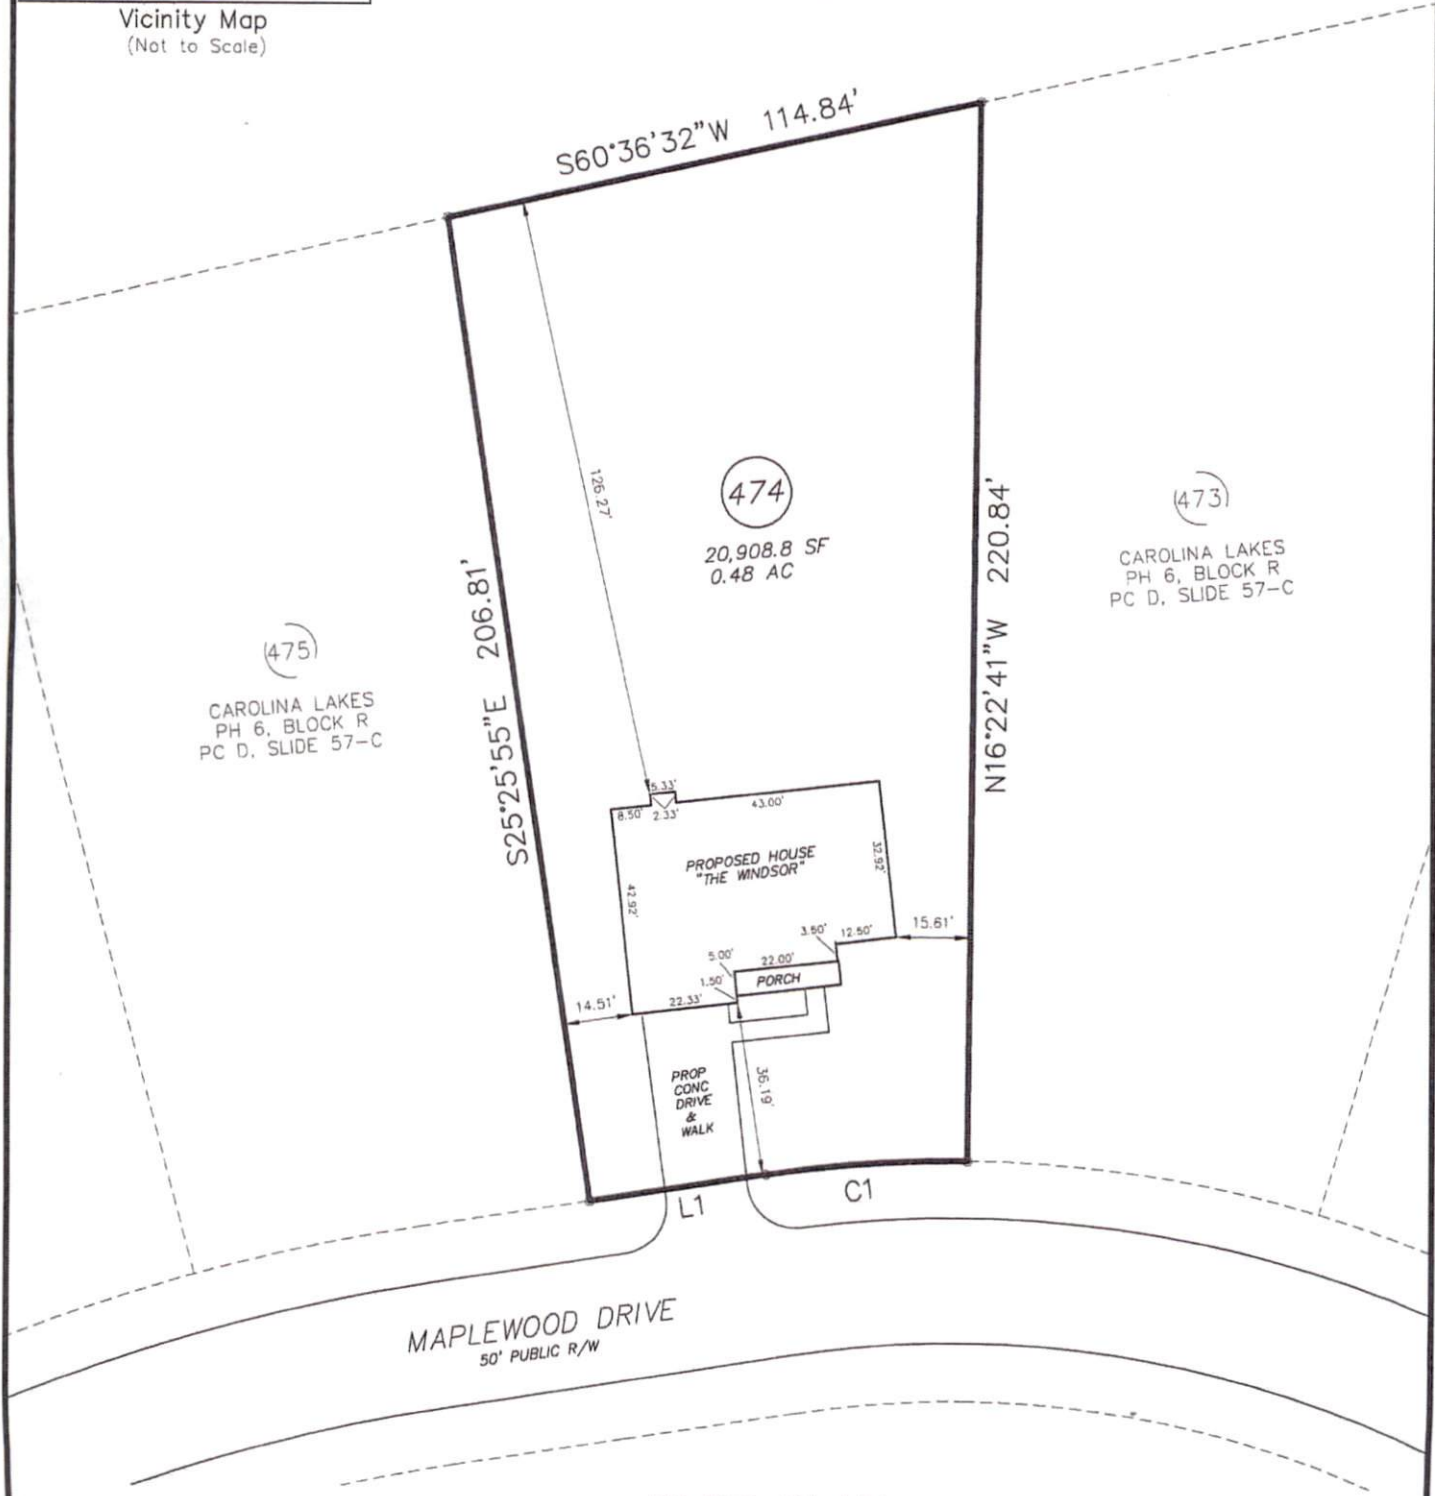 Vicinity Map
(Not to Scale)
S60°36'32"W 114.84'
126.27'
474
20,908.8 SF
0.48 AC
N16°22'41"W 220.84'
473
CAROLINA LAKES
PH 6, BLOCK R
PC D, SLIDE 57-C
S25°25'55"E 206.81'
475
CAROLINA LAKES
PH 6, BLOCK R
PC D, SLIDE 57-C
5.33'
8.50'
2.33'
43.00'
PROPOSED HOUSE
"THE WINDSOR"
32.92'
42.92'
15.61'
3.50'
12.50'
5.00'
22.00'
1.50'
PORCH
14.51'
22.33'
36.19'
PROP
CONC
DRIVE
&
WALK
L1
C1
MAPLEWOOD DRIVE
50' PUBLIC R/W